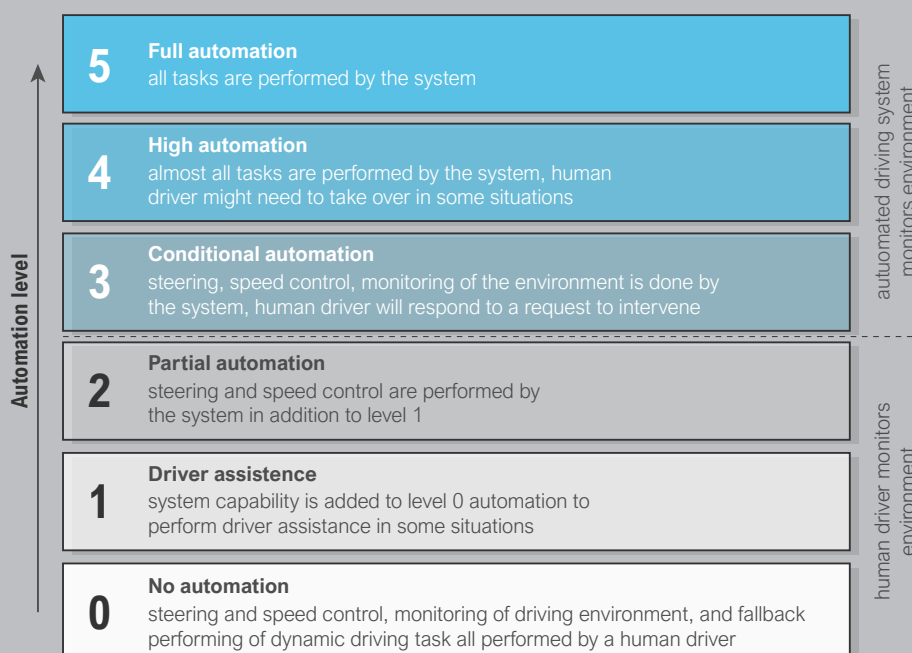 5
Full automation
all tasks are performed by the system
4
High automation
almost all tasks are performed by the system, human
driver might need to take over in some situations
3
Conditional automation
steering, speed control, monitoring of the environment is done by
the system, human driver will respond to a request to intervene
2
Partial automation
steering and speed control are performed by
the system in addition to level 1
1
Driver assistence
system capability is added to level 0 automation to
perform driver assistance in some situations
0
No automation
steering and speed control, monitoring of driving environment, and fallback
performing of dynamic driving task all performed by a human driver
Automation level
autuomated driving system
monitors environment
human driver monitors
environment